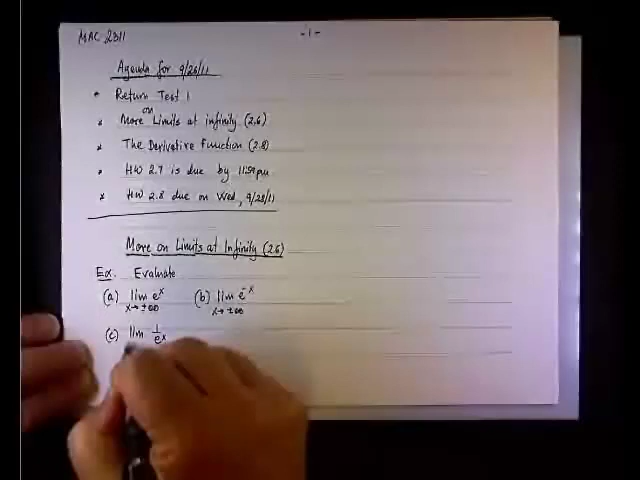 MAC 2311 -1-
Agenda for 9/26/11
* Return Test 1
* More on Limits at infinity (2.6)
* The Derivative Function (2.8)
* HW 2.7 is due by 11:59pm
* HW 2.8 due on Wed, 9/28/11
More on Limits at Infinity (2.6)
Ex. Evaluate
(a) lim e^x (b) lim e^-x
x→±∞ x→±∞
(c) lim 1/e^x